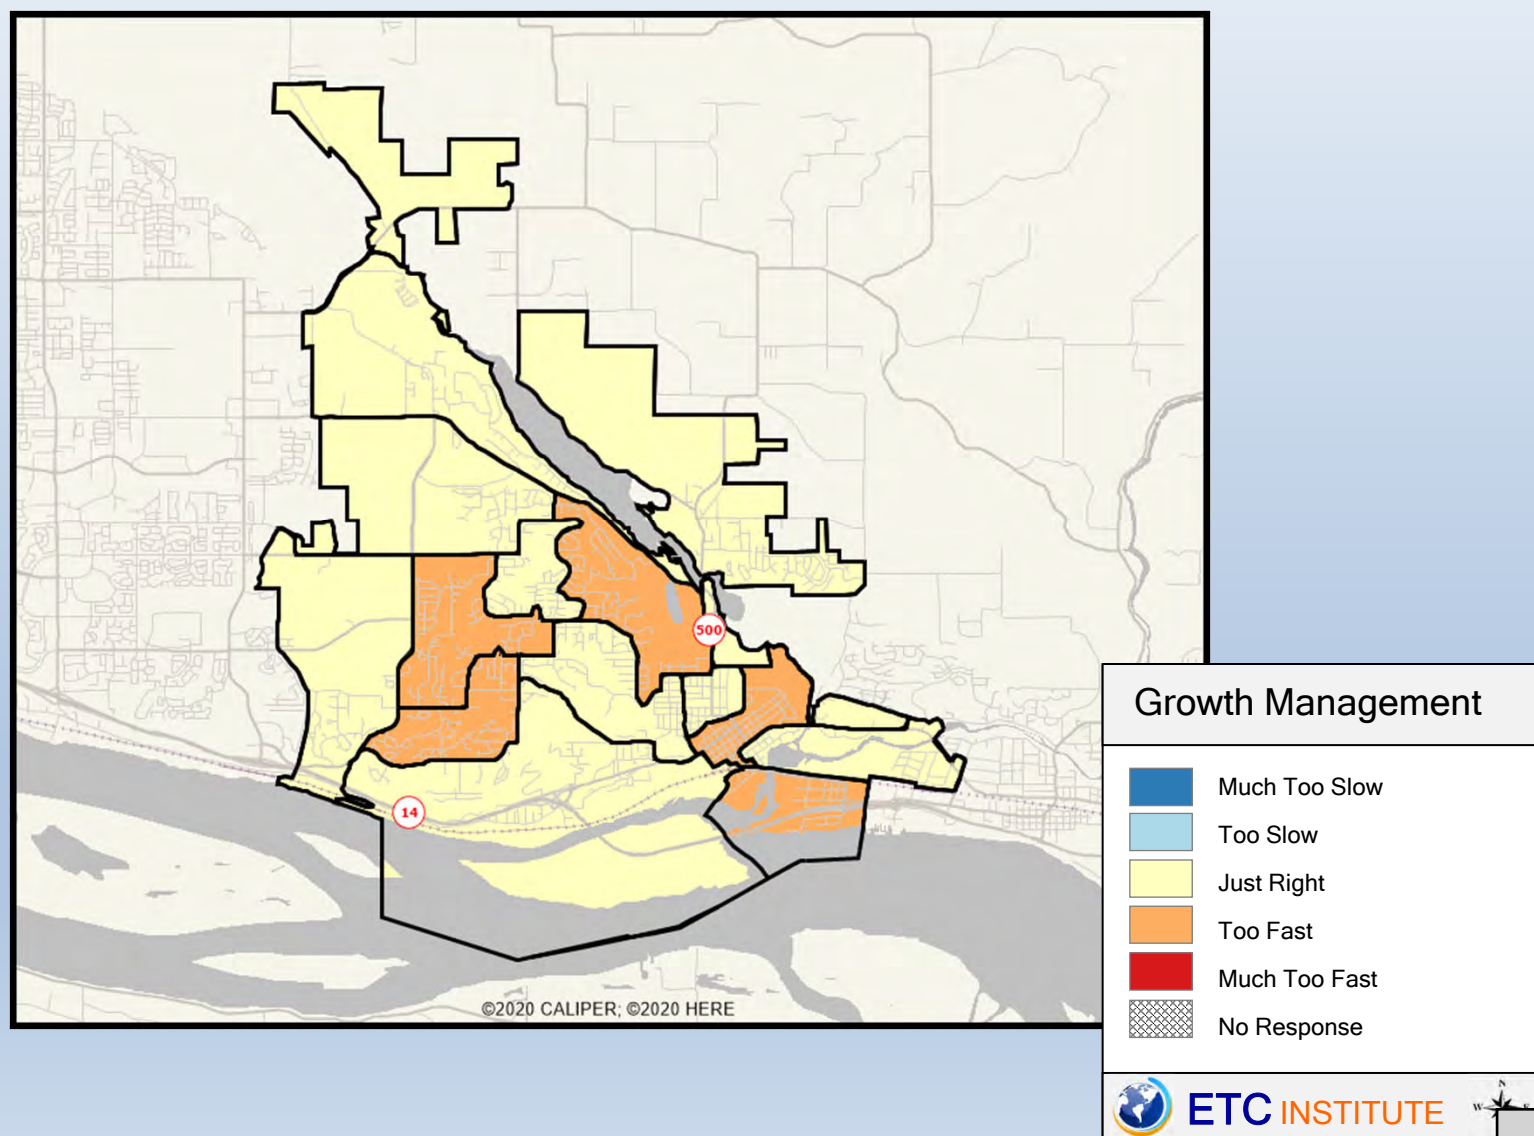 500
14
©2020 CALIPER; ©2020 HERE
Growth Management
Much Too Slow
Too Slow
Just Right
Too Fast
Much Too Fast
No Response
ETC INSTITUTE
N
W E